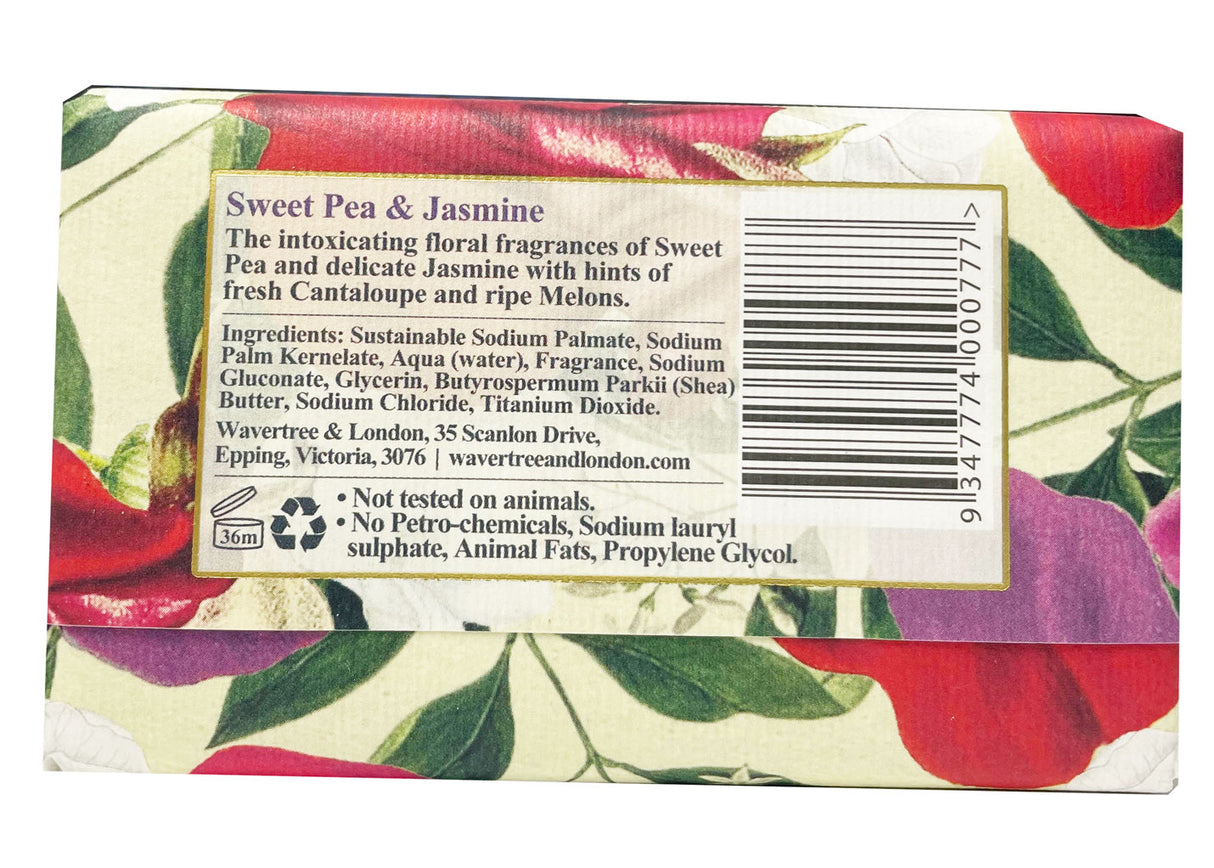 Sweet Pea & Jasmine
The intoxicating floral fragrances of Sweet
Pea and delicate Jasmine with hints of
fresh Cantaloupe and ripe Melons.
Ingredients: Sustainable Sodium Palmate, Sodium
Palm Kernelate, Aqua (water), Fragrance, Sodium
Gluconate, Glycerin, Butyrospermum Parkii (Shea)
Butter, Sodium Chloride, Titanium Dioxide.
Wavertree & London, 35 Scanlon Drive,
Epping, Victoria, 3076 | wavertreeandlondon.com
36m
• Not tested on animals.
• No Petro-chemicals, Sodium lauryl
sulphate, Animal Fats, Propylene Glycol.
9 347774 000777 >